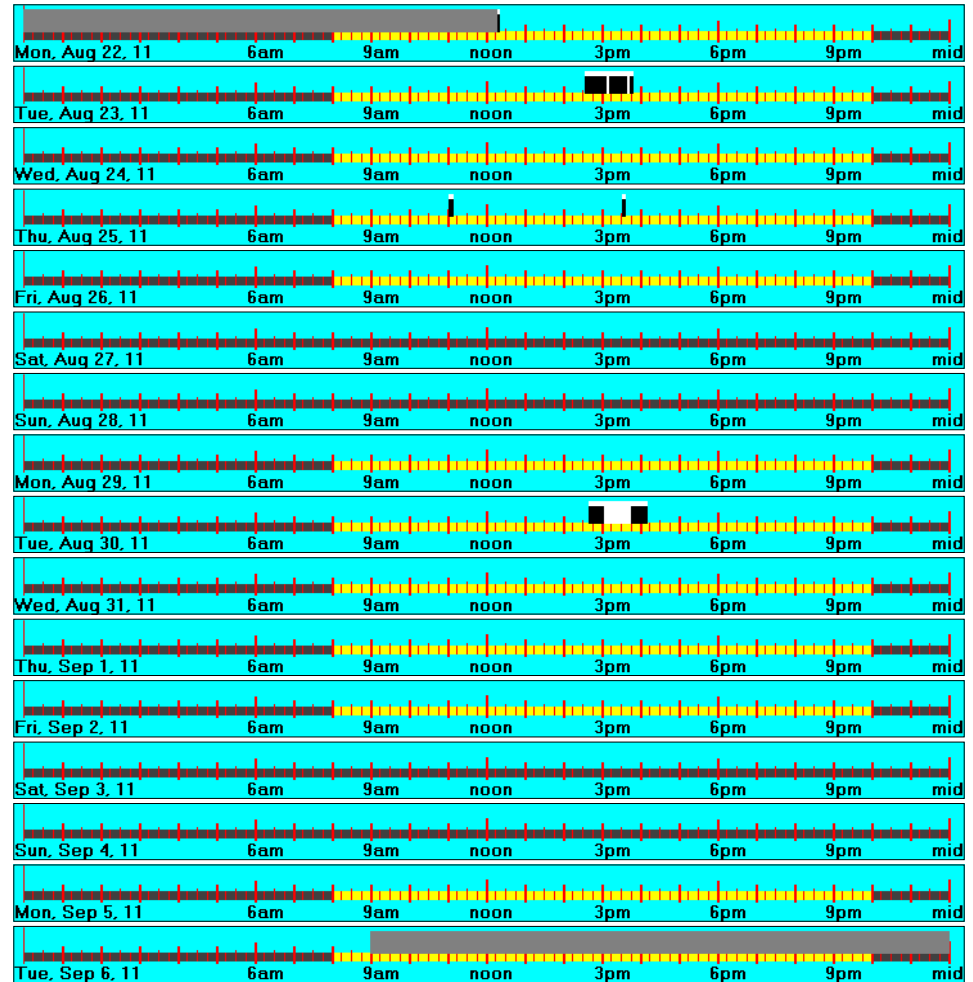 Mon, Aug 22, 11 6am 9am noon 3pm 6pm 9pm mid
Tue, Aug 23, 11 6am 9am noon 3pm 6pm 9pm mid
Wed, Aug 24, 11 6am 9am noon 3pm 6pm 9pm mid
Thu, Aug 25, 11 6am 9am noon 3pm 6pm 9pm mid
Fri, Aug 26, 11 6am 9am noon 3pm 6pm 9pm mid
Sat, Aug 27, 11 6am 9am noon 3pm 6pm 9pm mid
Sun, Aug 28, 11 6am 9am noon 3pm 6pm 9pm mid
Mon, Aug 29, 11 6am 9am noon 3pm 6pm 9pm mid
Tue, Aug 30, 11 6am 9am noon 3pm 6pm 9pm mid
Wed, Aug 31, 11 6am 9am noon 3pm 6pm 9pm mid
Thu, Sep 1, 11 6am 9am noon 3pm 6pm 9pm mid
Fri, Sep 2, 11 6am 9am noon 3pm 6pm 9pm mid
Sat, Sep 3, 11 6am 9am noon 3pm 6pm 9pm mid
Sun, Sep 4, 11 6am 9am noon 3pm 6pm 9pm mid
Mon, Sep 5, 11 6am 9am noon 3pm 6pm 9pm mid
Tue, Sep 6, 11 6am 9am noon 3pm 6pm 9pm mid